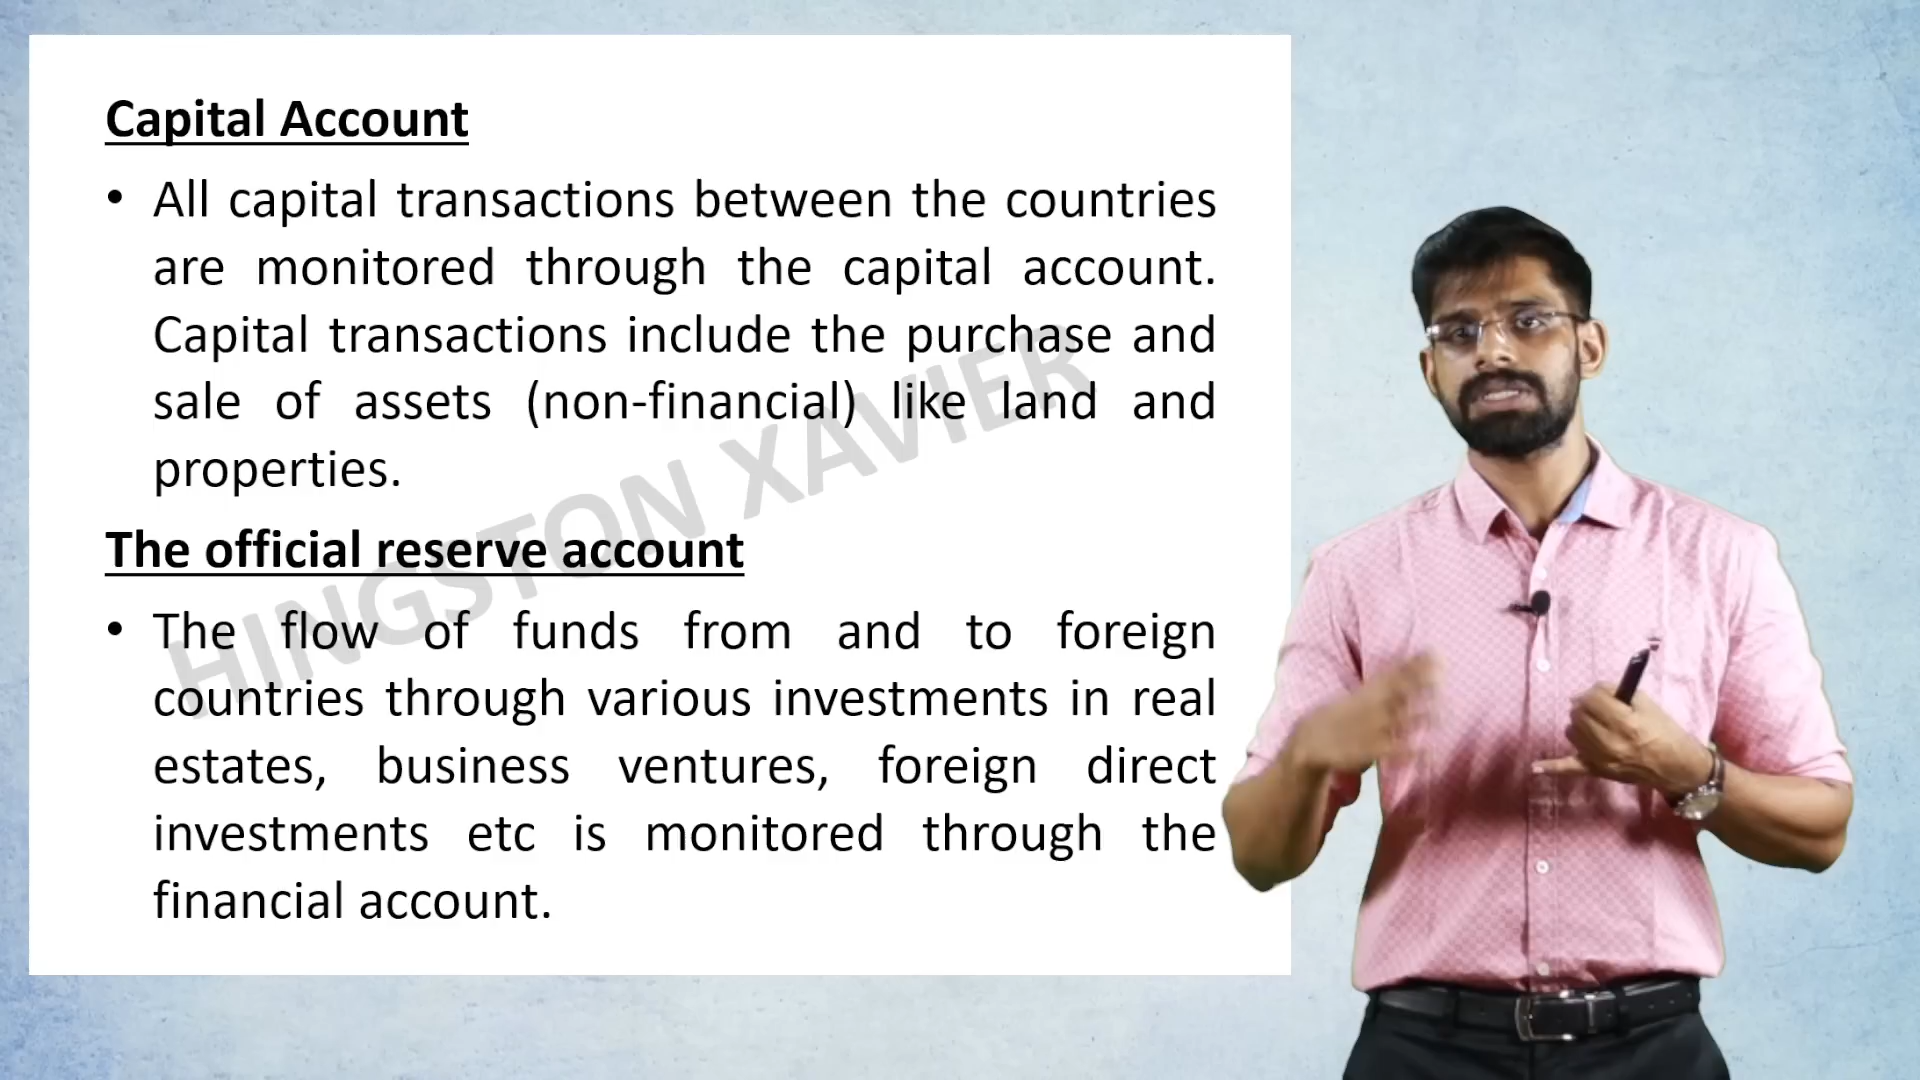 Capital Account
• All capital transactions between the countries
are monitored through the capital account.
Capital transactions include the purchase and
sale of assets (non-financial) like land and
properties.
The official reserve account
• The flow of funds from and to foreign
countries through various investments in real
estates, business ventures, foreign direct
investments etc is monitored through the
financial account.
HINGSTON XAVIER